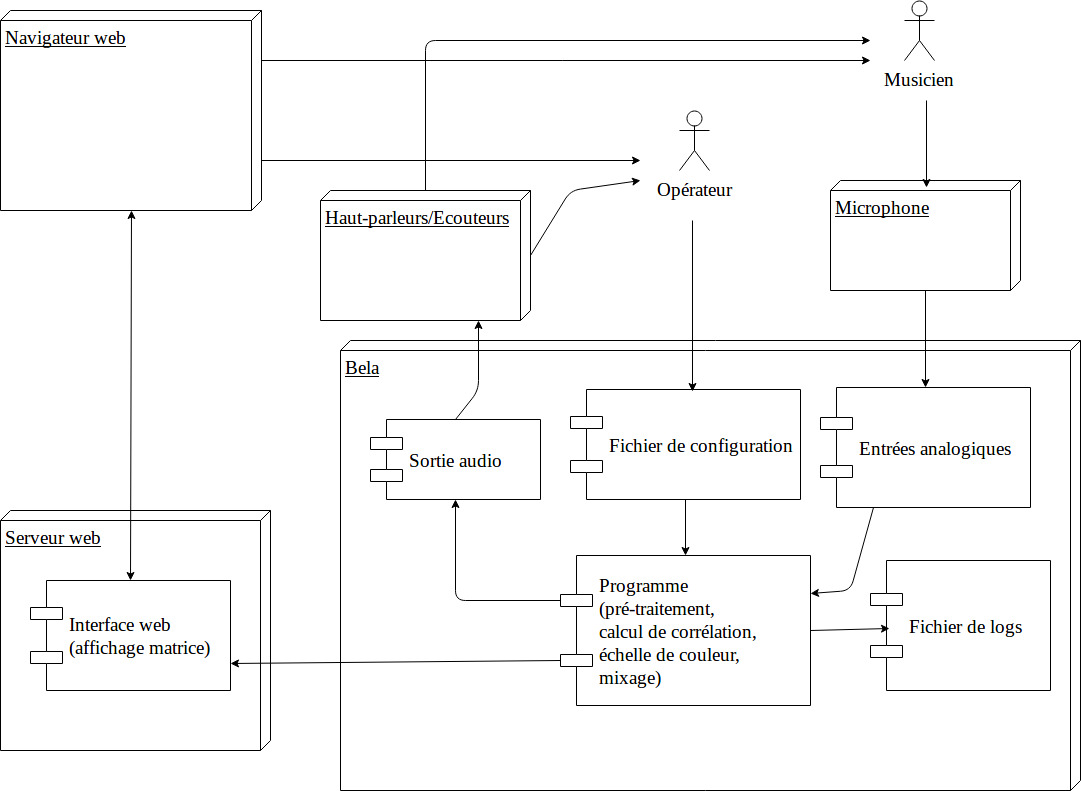 Navigateur web
Musicien
Opérateur
Haut-parleurs/Ecouteurs
Microphone
Bela
Sortie audio
Fichier de configuration
Entrées analogiques
Serveur web
Interface web
(affichage matrice)
Programme
(pré-traitement,
calcul de corrélation,
échelle de couleur,
mixage)
Fichier de logs